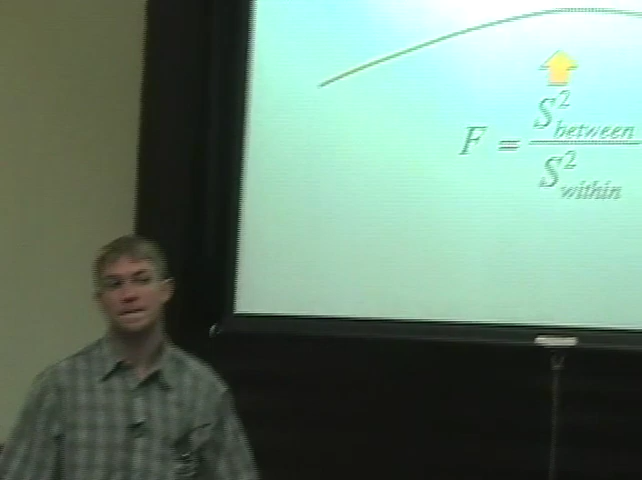 F = S²between / S²within